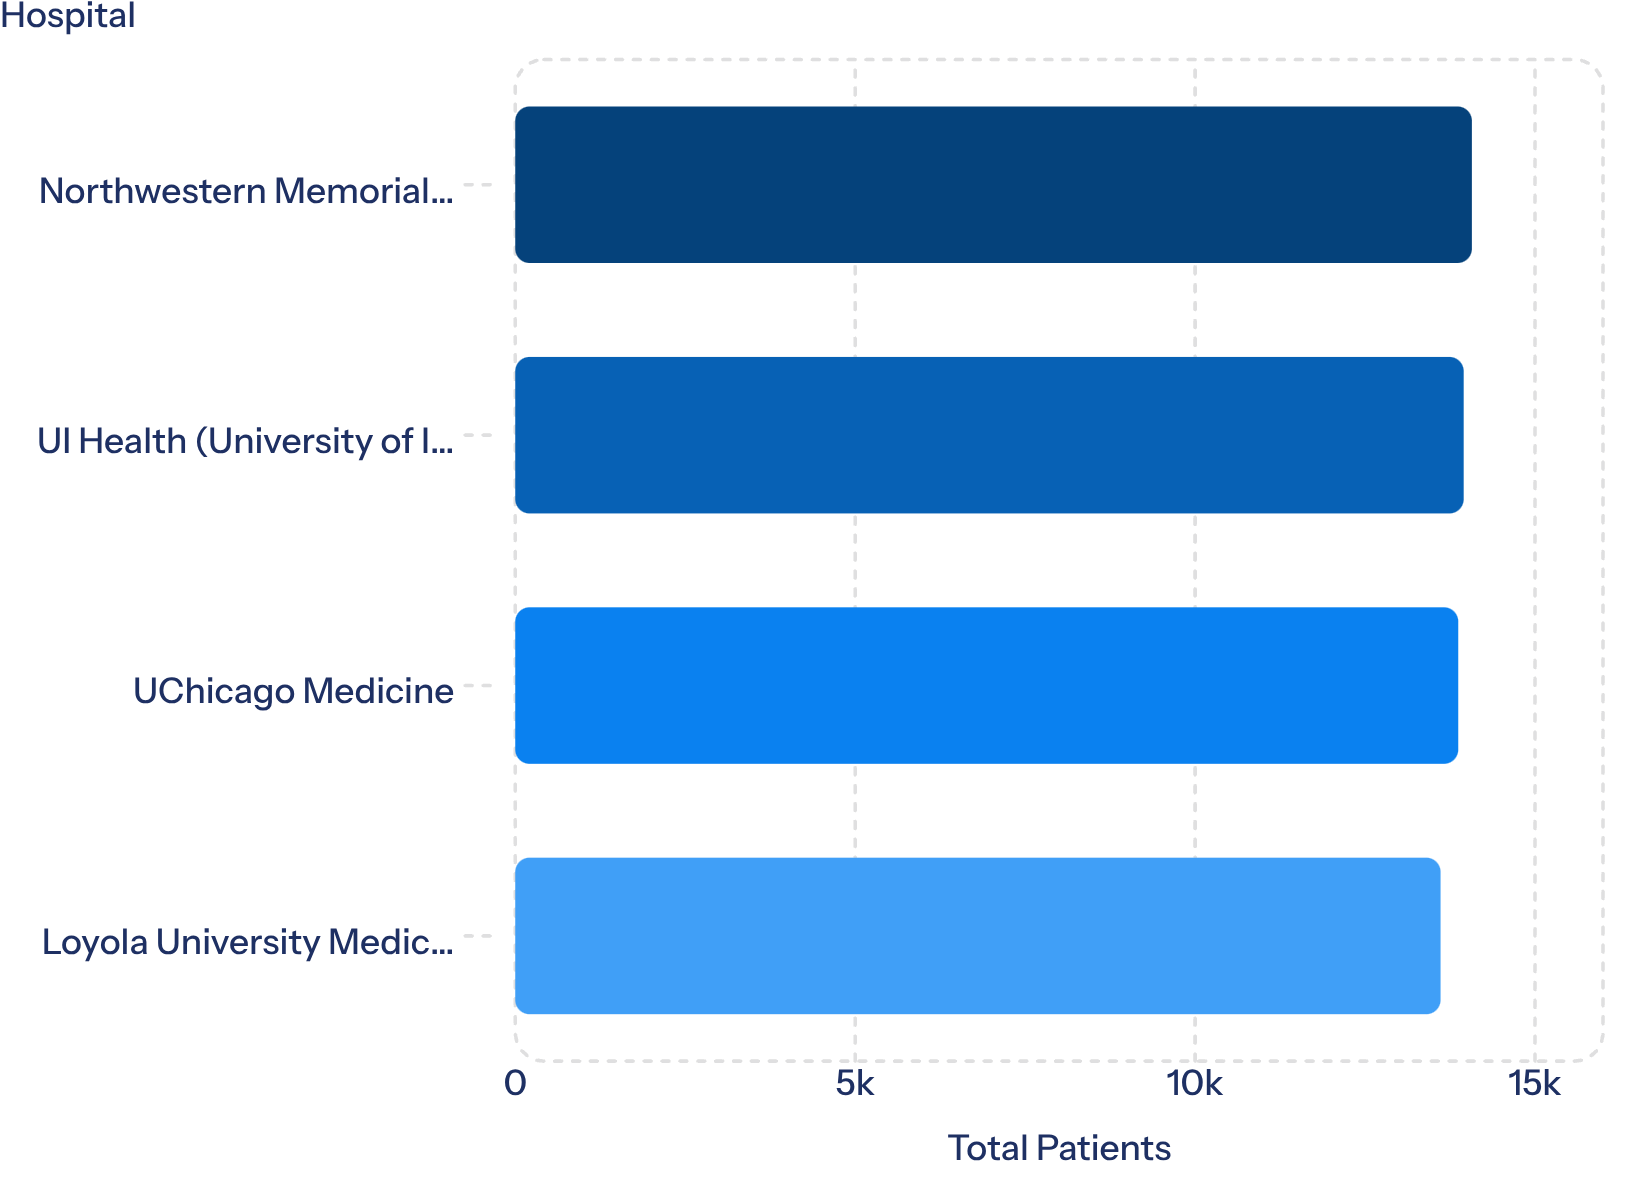 Hospital
Northwestern Memorial...
UI Health (University of I...
UChicago Medicine
Loyola University Medic...
0 5k 10k 15k
Total Patients